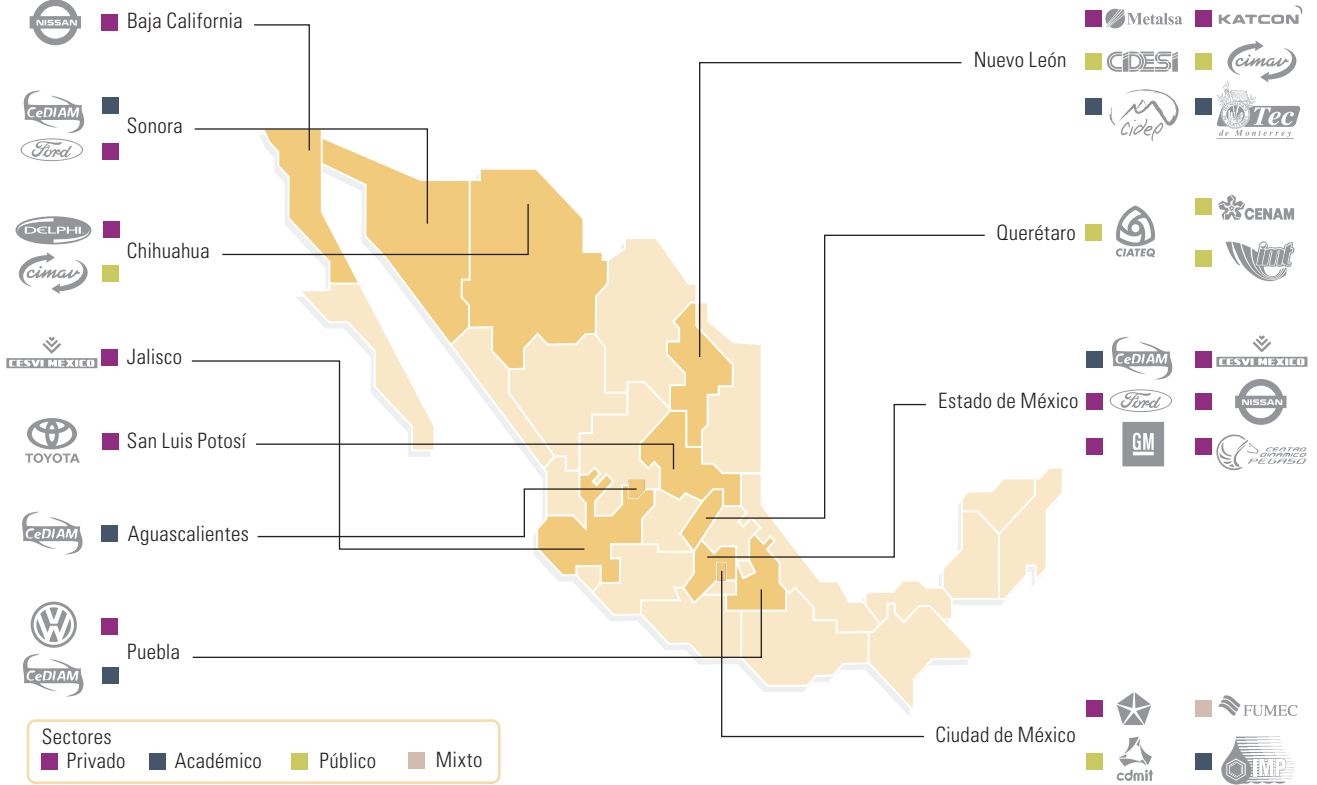 NISSAN
Baja California
CeDIAM
Sonora
Ford
DELPHI
Chihuahua
cimav
CESVI MEXICO
Jalisco
TOYOTA
San Luis Potosí
CeDIAM
Aguascalientes
Puebla
CeDIAM
Sectores
Privado Académico Público Mixto
Metalsa KATCON
Nuevo León
CIDESI cimav
cidep Tec
de Monterrey
Querétaro
CIATEQ
CENAM
imt
CeDIAM CESVI MEXICO
Estado de México
Ford NISSAN
GM CENTRO
DINAMICO
PEGASO
Ciudad de México
FUMEC
cdmit IMP